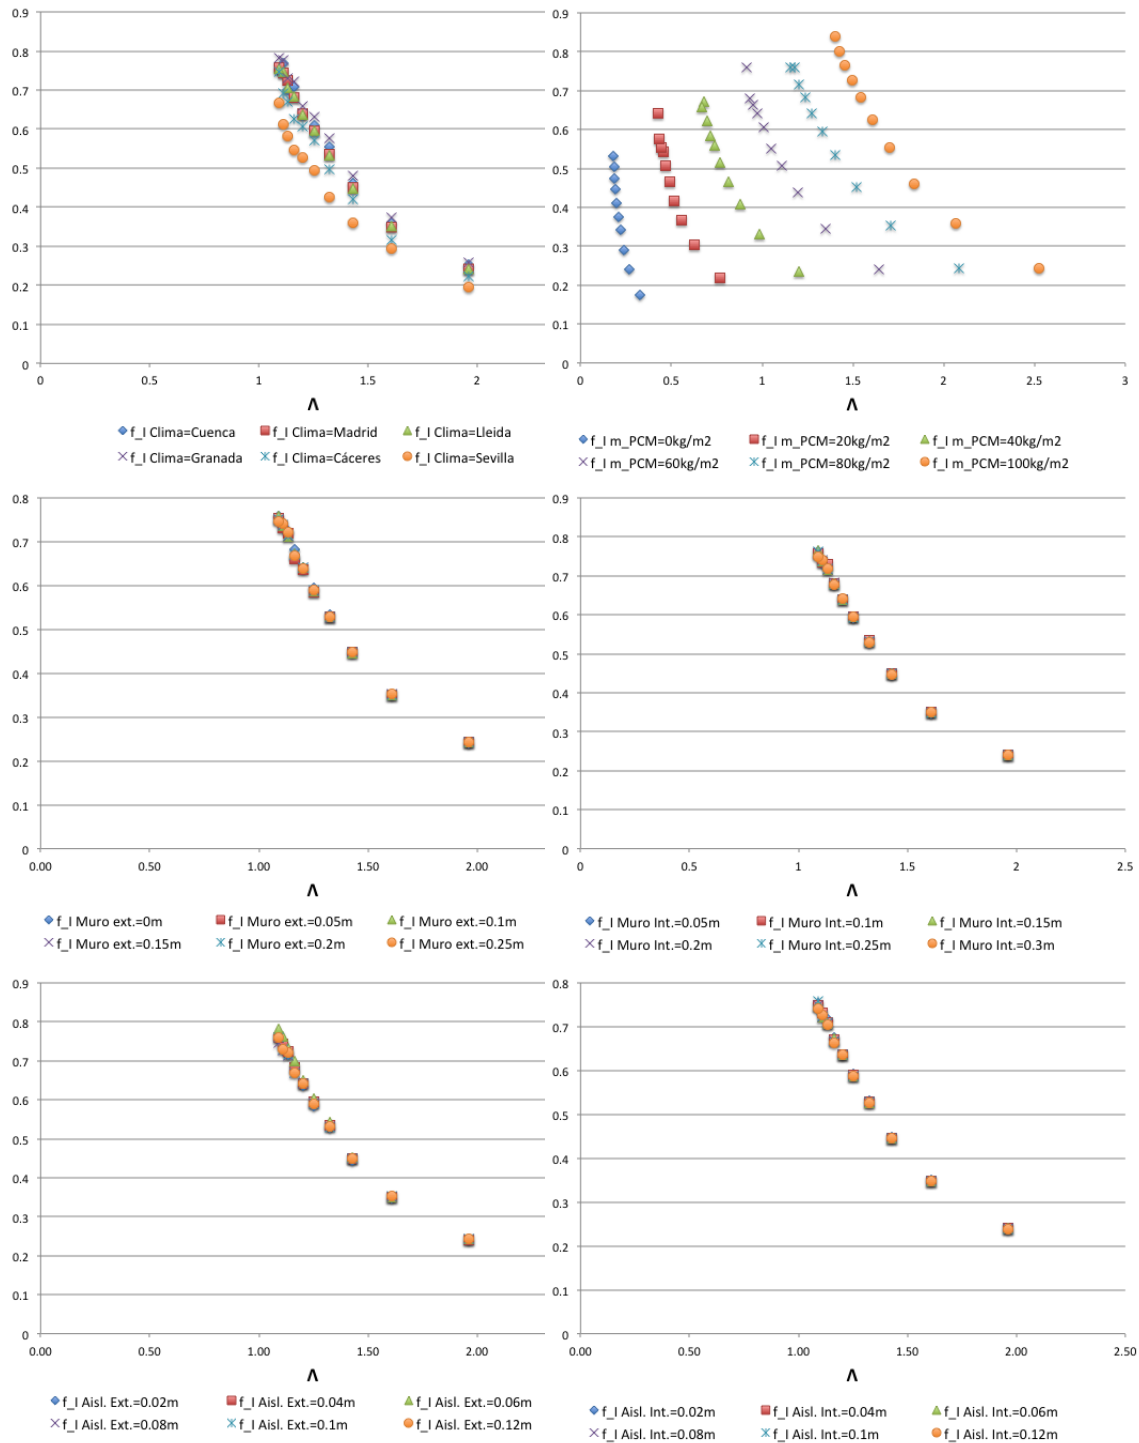 0.9
0.8
0.7
0.6
0.5
0.4
0.3
0.2
0.1
0
0 0.5 1 1.5 2
Λ
f_I Clima=Cuenca f_I Clima=Madrid f_I Clima=Lleida
f_I Clima=Granada f_I Clima=Cáceres f_I Clima=Sevilla
0.9
0.8
0.7
0.6
0.5
0.4
0.3
0.2
0.1
0
0 0.5 1 1.5 2 2.5 3
Λ
f_I m_PCM=0kg/m2 f_I m_PCM=20kg/m2 f_I m_PCM=40kg/m2
f_I m_PCM=60kg/m2 f_I m_PCM=80kg/m2 f_I m_PCM=100kg/m2
0.8
0.7
0.6
0.5
0.4
0.3
0.2
0.1
0
0.00 0.50 1.00 1.50 2.00
Λ
f_I Muro ext.=0m f_I Muro ext.=0.05m f_I Muro ext.=0.1m
f_I Muro ext.=0.15m f_I Muro ext.=0.2m f_I Muro ext.=0.25m
0.9
0.8
0.7
0.6
0.5
0.4
0.3
0.2
0.1
0
0 0.5 1 1.5 2 2.5
Λ
f_I Muro Int.=0.05m f_I Muro Int.=0.1m f_I Muro Int.=0.15m
f_I Muro Int.=0.2m f_I Muro Int.=0.25m f_I Muro Int.=0.3m
0.9
0.8
0.7
0.6
0.5
0.4
0.3
0.2
0.1
0
0.00 0.50 1.00 1.50 2.00
Λ
f_I Aisl. Ext.=0.02m f_I Aisl. Ext.=0.04m f_I Aisl. Ext.=0.06m
f_I Aisl. Ext.=0.08m f_I Aisl. Ext.=0.1m f_I Aisl. Ext.=0.12m
0.8
0.7
0.6
0.5
0.4
0.3
0.2
0.1
0
0.00 0.50 1.00 1.50 2.00 2.50
Λ
f_I Aisl. Int.=0.02m f_I Aisl. Int.=0.04m f_I Aisl. Int.=0.06m
f_I Aisl. Int.=0.08m f_I Aisl. Int.=0.1m f_I Aisl. Int.=0.12m